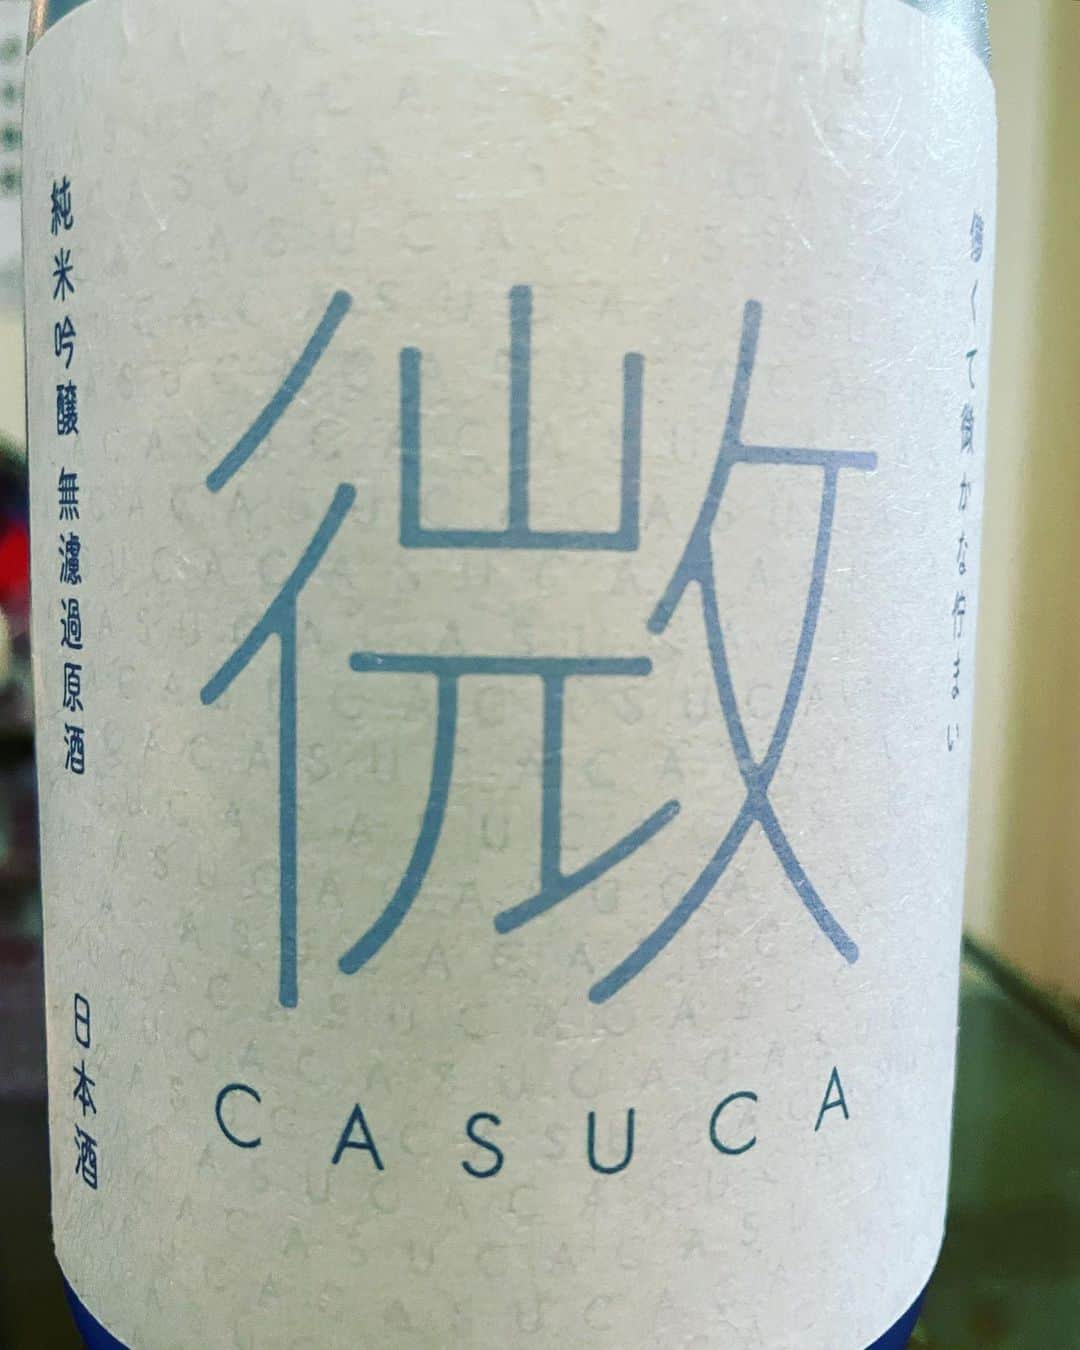 純米吟醸 無濾過原酒
日本酒
微
CASUCA
儚くて微かな佇まい